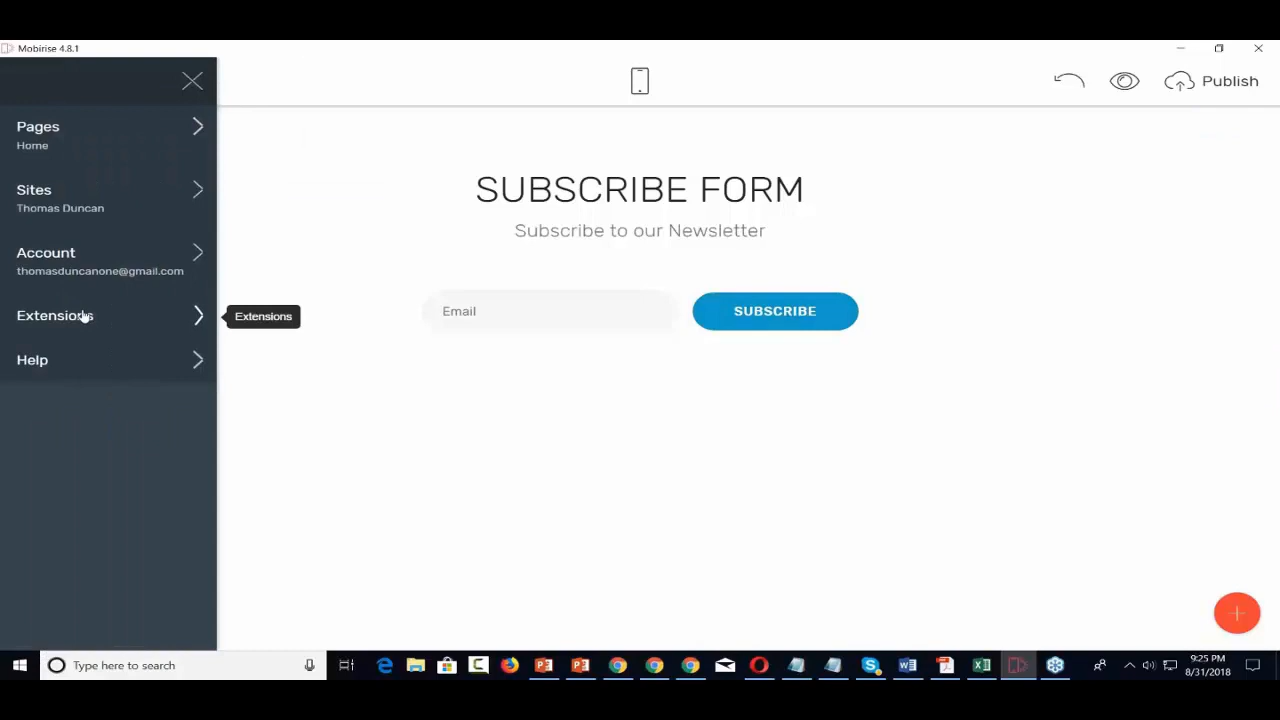 Mobirise 4.8.1
Publish
Pages
Home
Sites
Thomas Duncan
Account
thomasduncanone@gmail.com
Extensions
Extensions
Help
SUBSCRIBE FORM
Subscribe to our Newsletter
Email
SUBSCRIBE
Type here to search
9:25 PM
8/31/2018